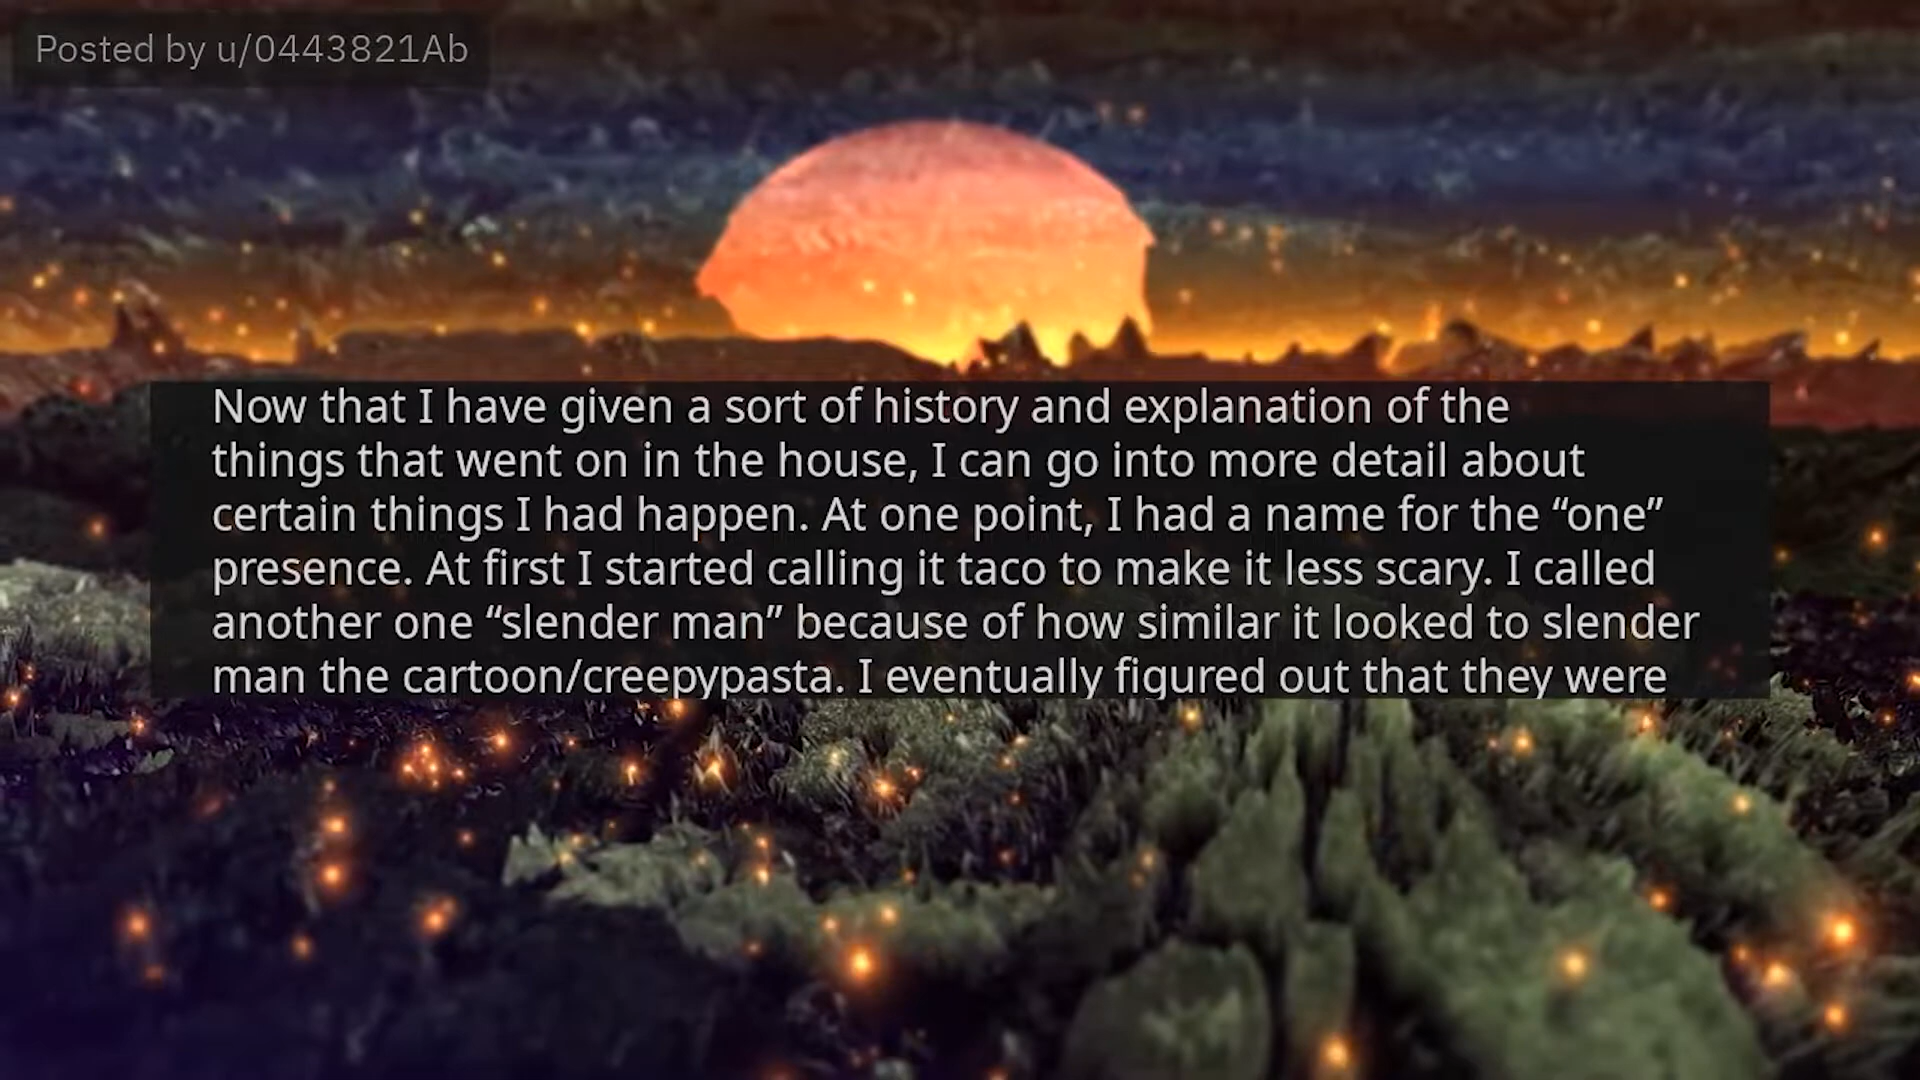 Posted by u/0443821Ab
Now that I have given a sort of history and explanation of the
things that went on in the house, I can go into more detail about
certain things I had happen. At one point, I had a name for the “one”
presence. At first I started calling it taco to make it less scary. I called
another one “slender man” because of how similar it looked to slender
man the cartoon/creepypasta. I eventually figured out that they were